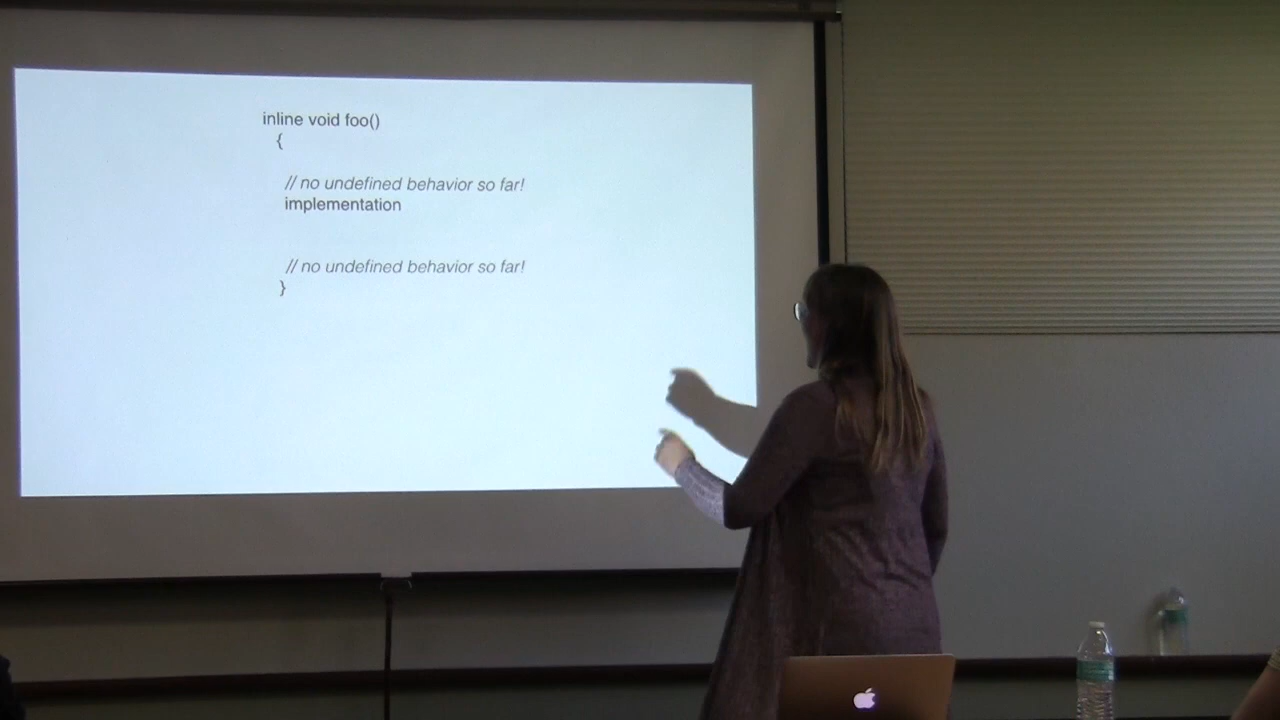 inline void foo()
{
// no undefined behavior so far!
implementation
// no undefined behavior so far!
}